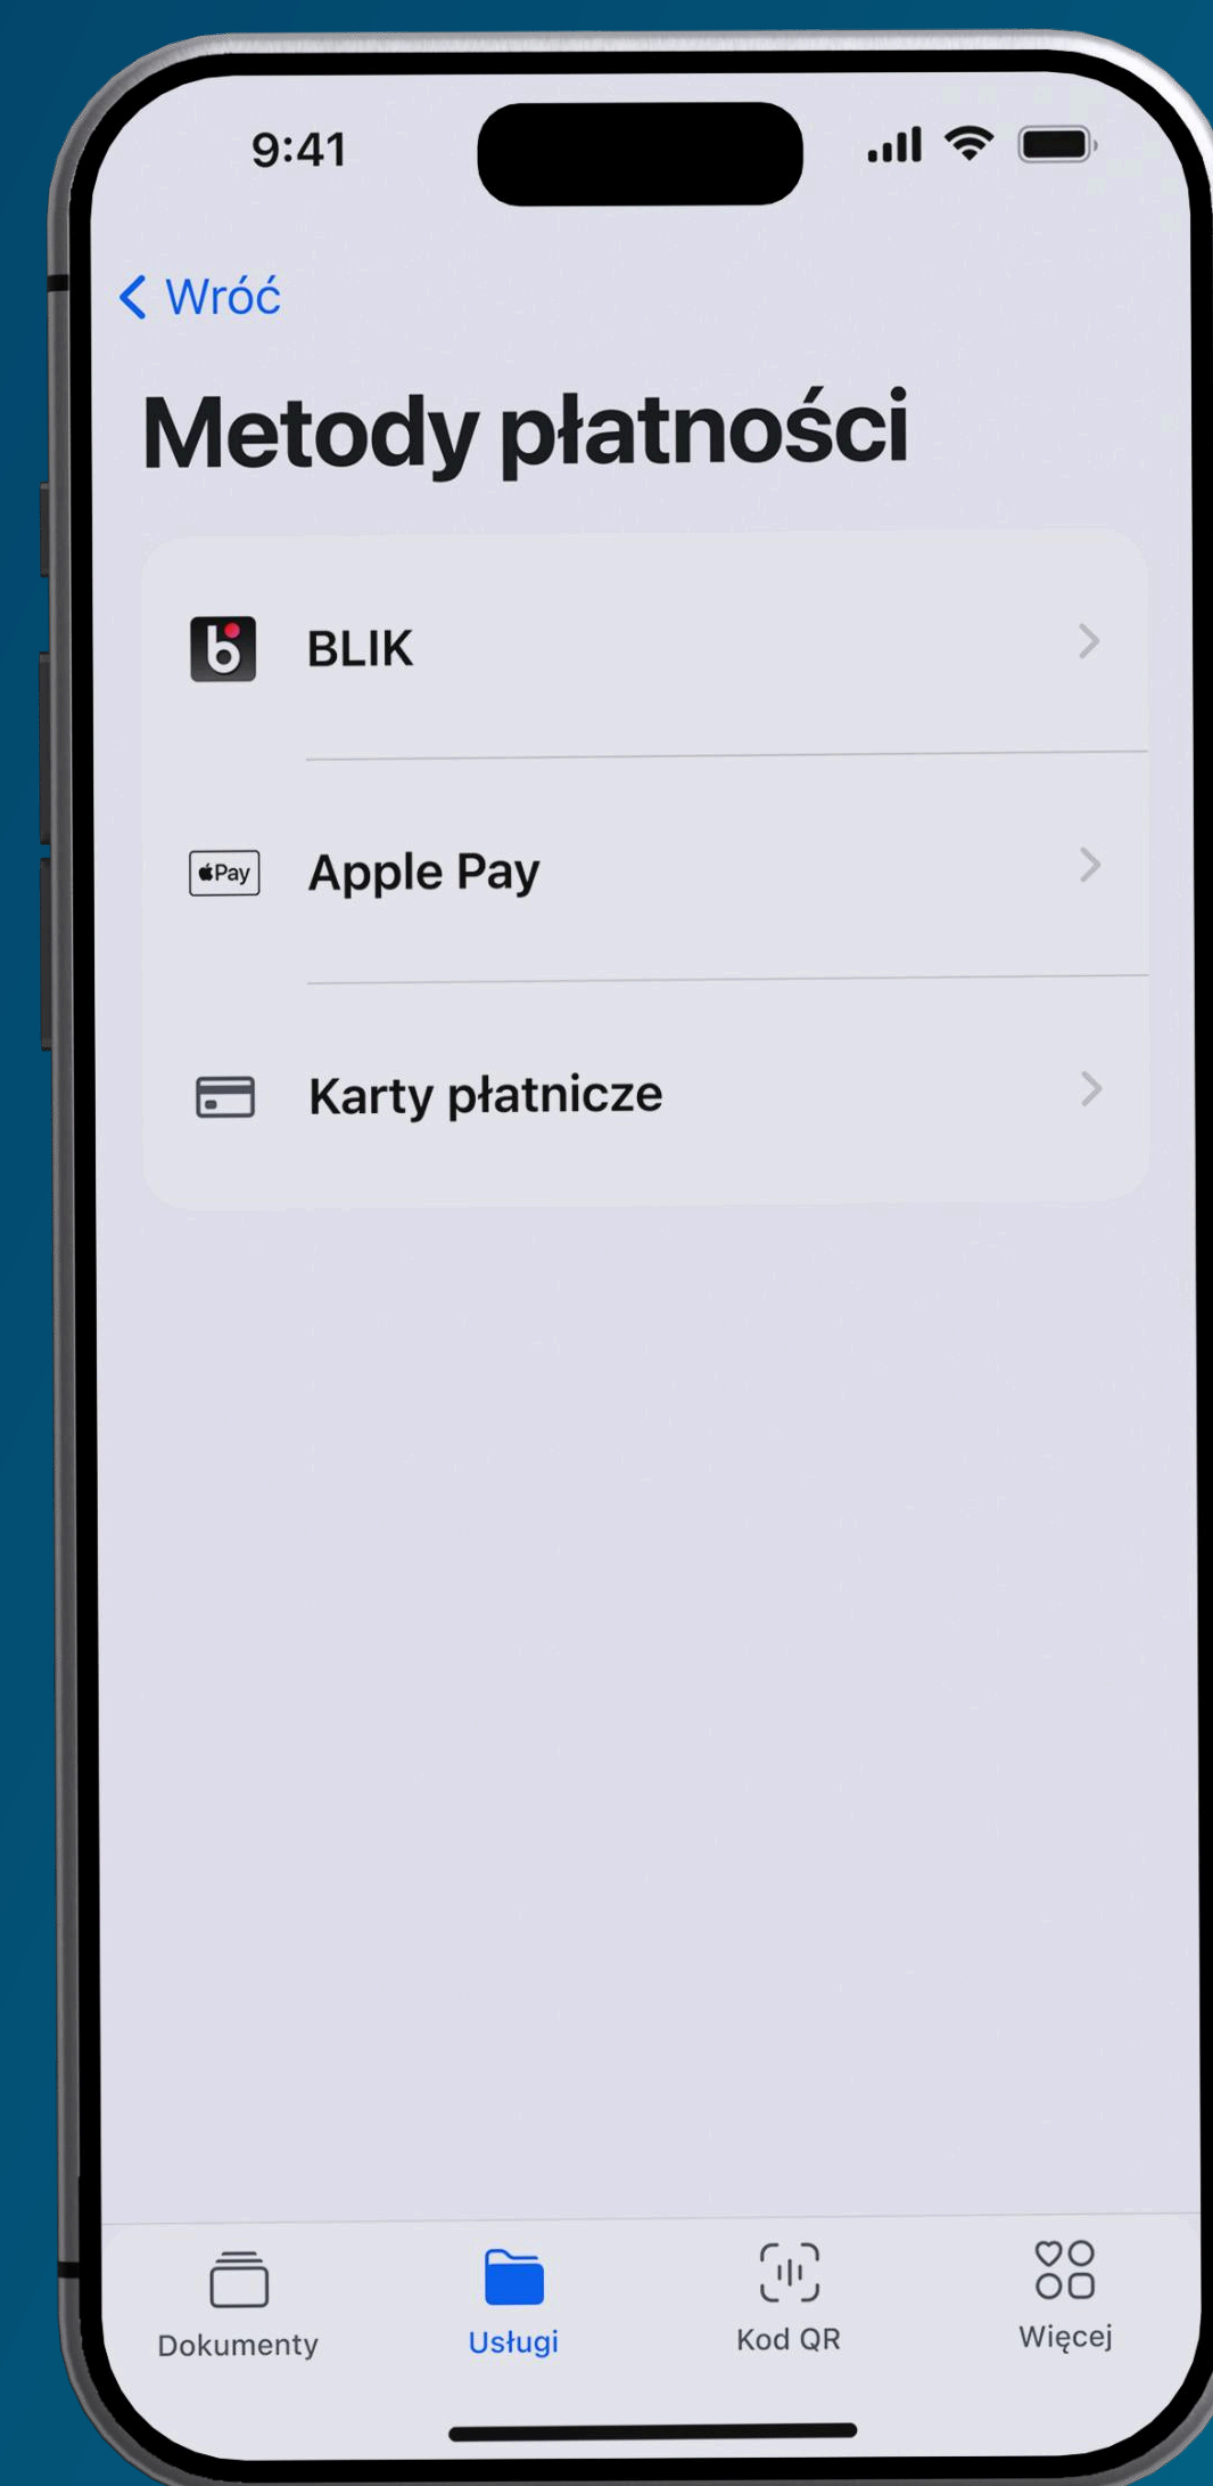 9:41
Wróć
Metody płatności
BLIK
Pay
Apple Pay
Karty płatnicze
Dokumenty
Usługi
Kod QR
Więcej